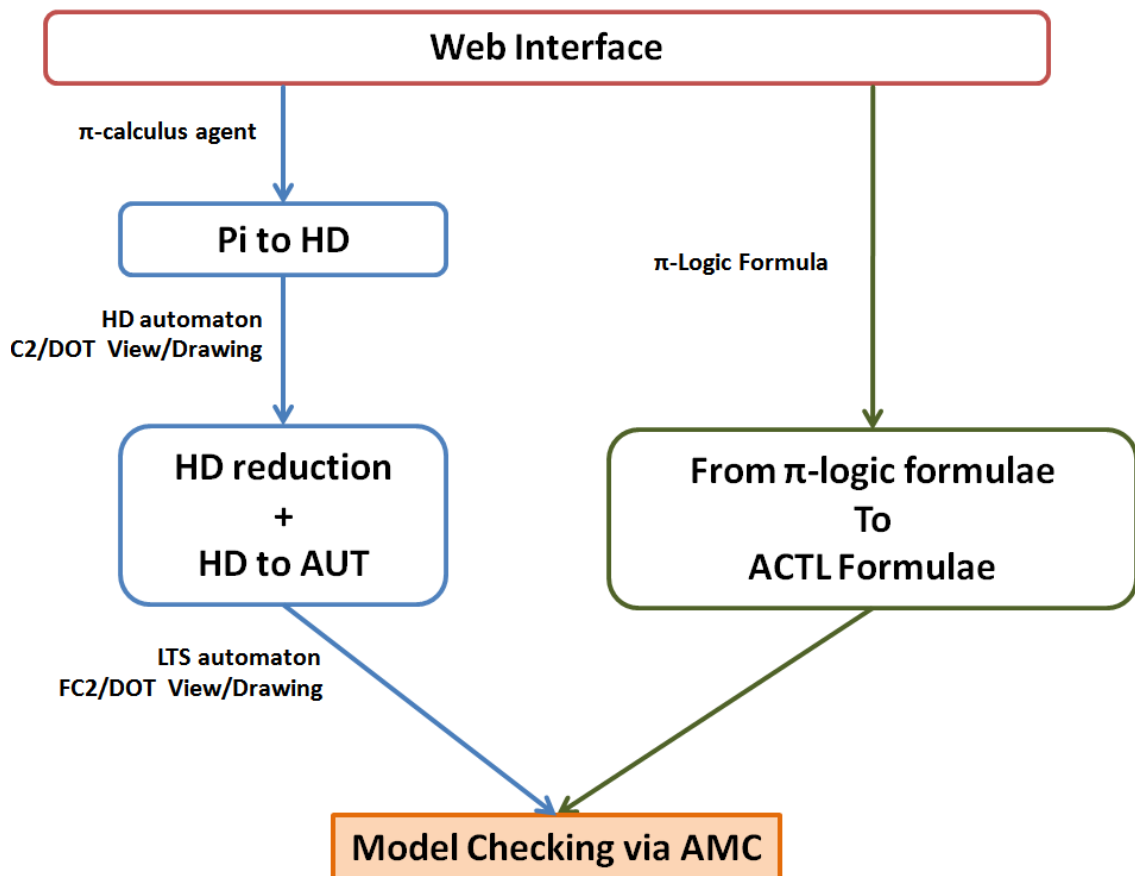 Web Interface
π-calculus agent
Pi to HD
π-Logic Formula
HD automaton
C2/DOT View/Drawing
HD reduction
+
HD to AUT
From π-logic formulae
To
ACTL Formulae
LTS automaton
FC2/DOT View/Drawing
Model Checking via AMC